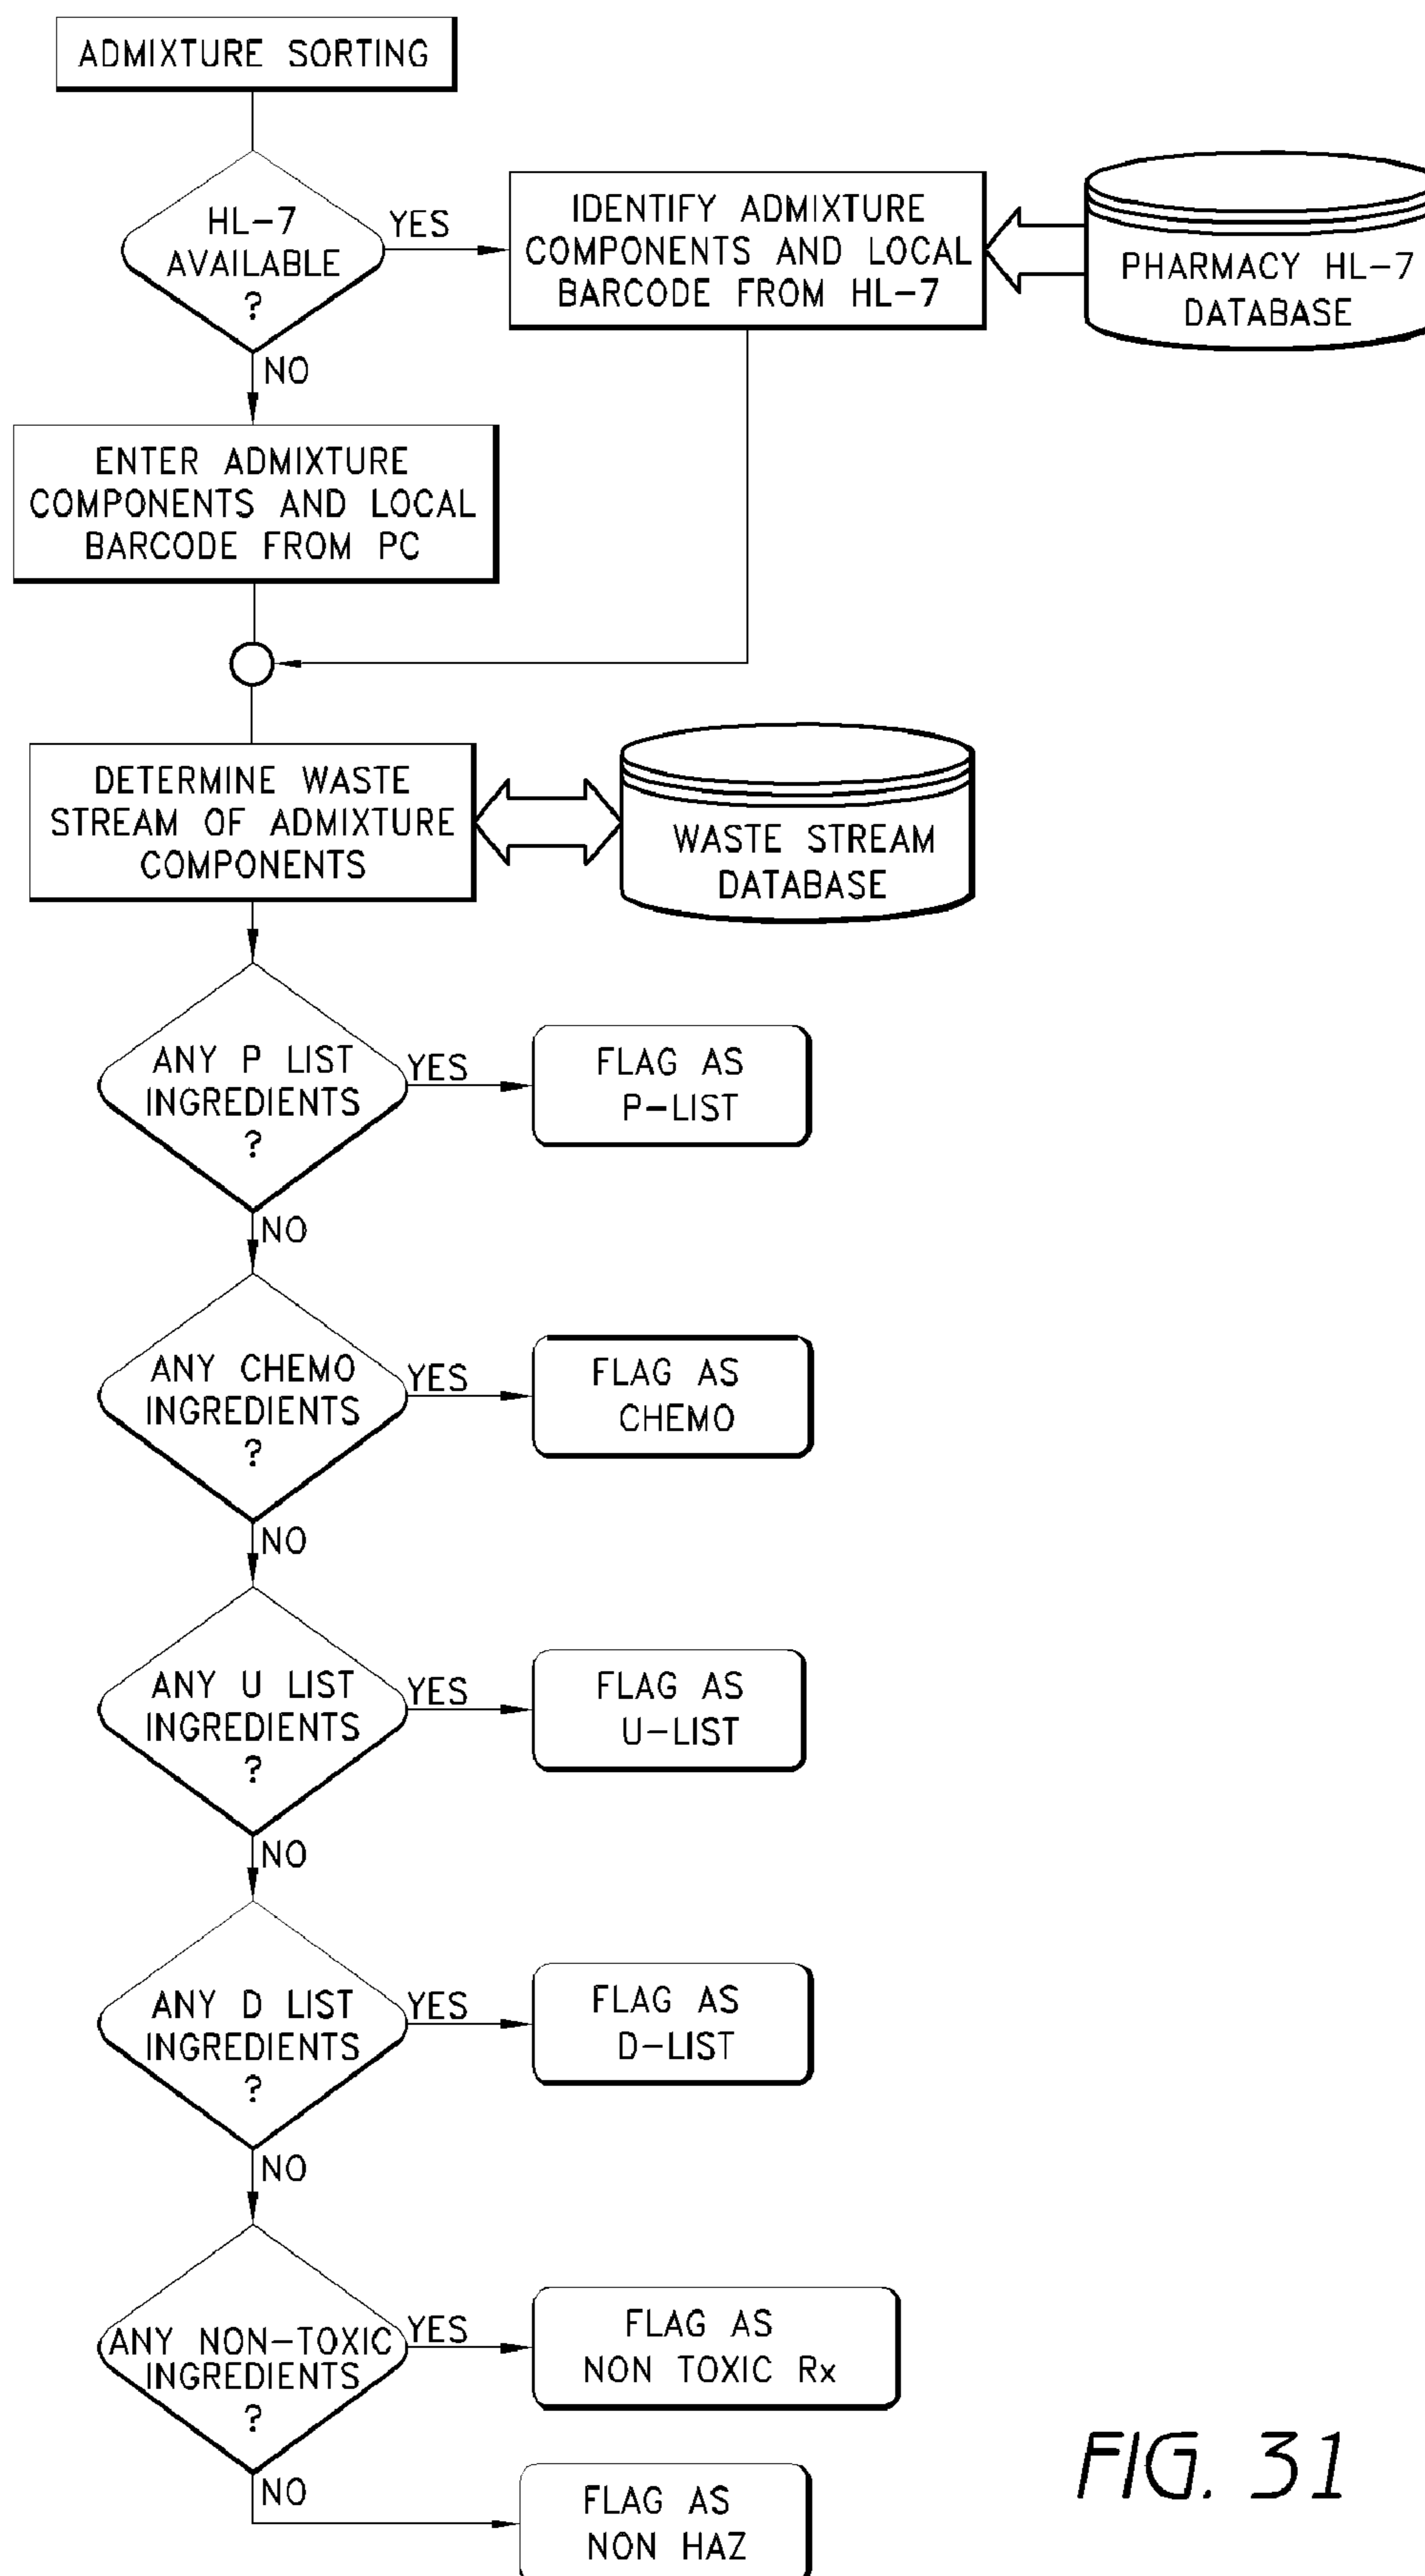 ADMIXTURE SORTING
HL-7
AVAILABLE
?
YES
IDENTIFY ADMIXTURE
COMPONENTS AND LOCAL
BARCODE FROM HL-7
PHARMACY HL-7
DATABASE
NO
ENTER ADMIXTURE
COMPONENTS AND LOCAL
BARCODE FROM PC
DETERMINE WASTE
STREAM OF ADMIXTURE
COMPONENTS
WASTE STREAM
DATABASE
ANY P LIST
INGREDIENTS
?
YES
FLAG AS
P-LIST
NO
ANY CHEMO
INGREDIENTS
?
YES
FLAG AS
CHEMO
NO
ANY U LIST
INGREDIENTS
?
YES
FLAG AS
U-LIST
NO
ANY D LIST
INGREDIENTS
?
YES
FLAG AS
D-LIST
NO
ANY NON-TOXIC
INGREDIENTS
?
YES
FLAG AS
NON TOXIC Rx
NO
FLAG AS
NON HAZ
FIG. 31